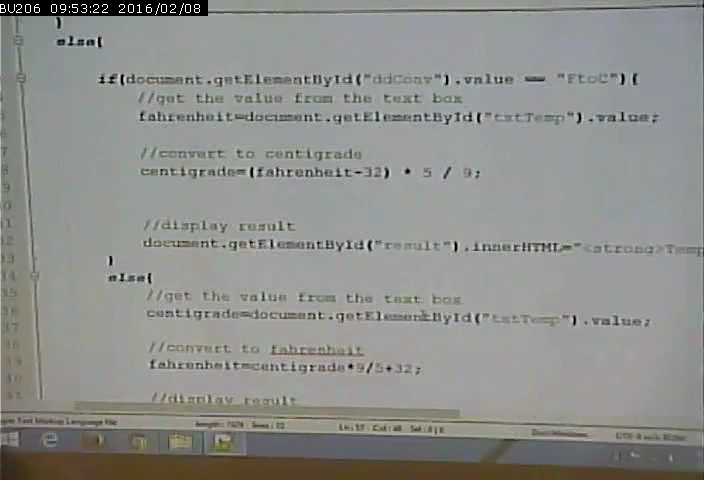 BU206 09:53:22 2016/02/08
}
else{
if(document.getElementById("ddConv").value == "FtoC"){
//get the value from the text box
fahrenheit=document.getElementById("txtTemp").value;
//convert to centigrade
centigrade=(fahrenheit-32) * 5 / 9;
//display result
document.getElementById("result").innerHTML="<strong>Temp
}
else{
//get the value from the text box
centigrade=document.getElementById("txtTemp").value;
//convert to fahrenheit
fahrenheit=centigrade*9/5+32;
//display result